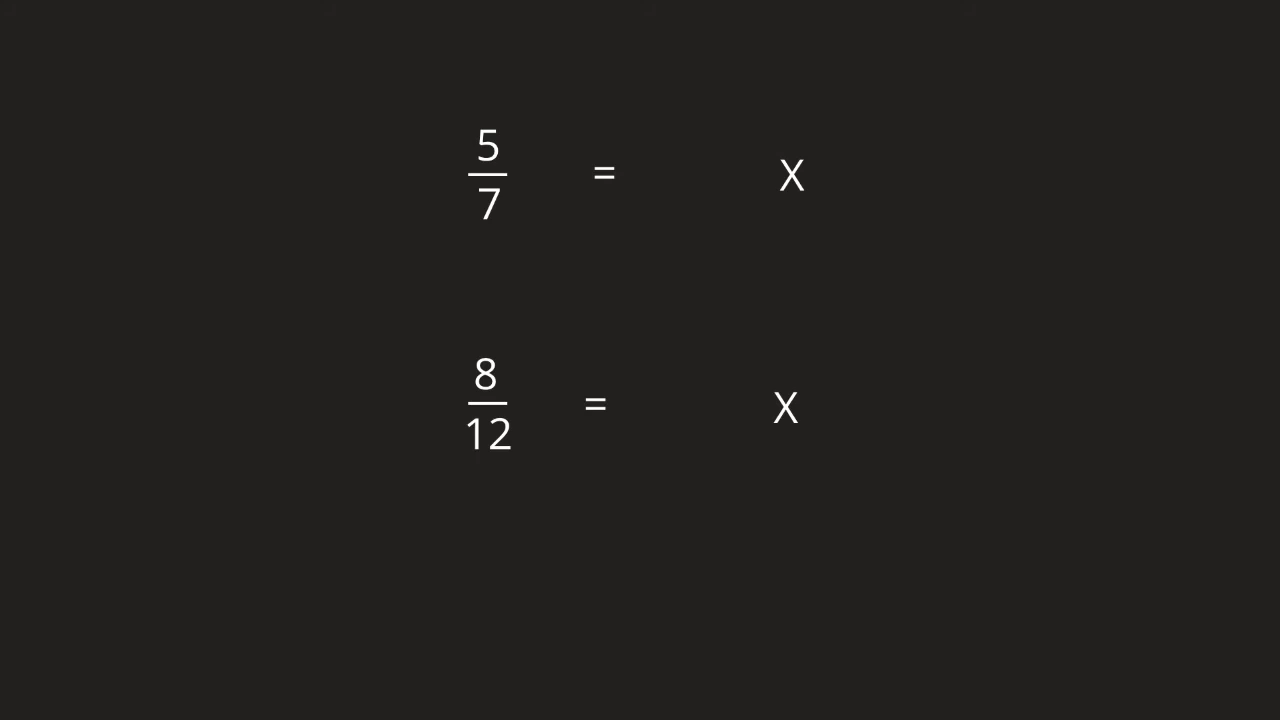 5/7 = X
8/12 = X